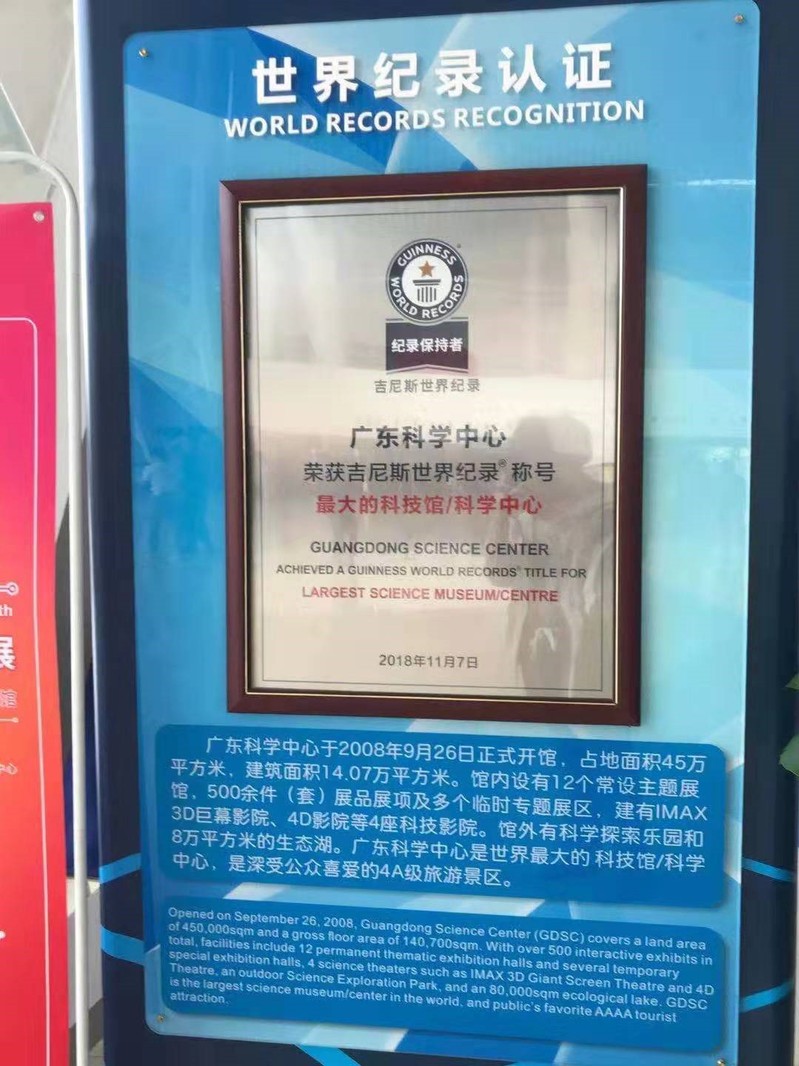 世界纪录认证
WORLD RECORDS RECOGNITION
GUINNESS
WORLD RECORDS
纪录保持者
吉尼斯世界纪录
广东科学中心
荣获吉尼斯世界纪录®称号
最大的科技馆/科学中心
GUANGDONG SCIENCE CENTER
ACHIEVED A GUINNESS WORLD RECORDS® TITLE FOR
LARGEST SCIENCE MUSEUM/CENTRE
2018年11月7日
广东科学中心于2008年9月26日正式开馆，占地面积45万
平方米，建筑面积14.07万平方米。馆内设有12个常设主题展
馆，500余件（套）展品展项及多个临时专题展区，建有IMAX
3D巨幕影院、4D影院等4座科技影院。馆外有科学探索乐园和
8万平方米的生态湖。广东科学中心是世界最大的 科技馆/科学
中心，是深受公众喜爱的4A级旅游景区。
Opened on September 26, 2008, Guangdong Science Center (GDSC) covers a land area
of 450,000sqm and a gross floor area of 140,700sqm. With over 500 interactive exhibits in
total, facilities include 12 permanent thematic exhibition halls and several temporary
special exhibition halls, 4 science theaters such as IMAX 3D Giant Screen Theatre and 4D
Theatre, an outdoor Science Exploration Park, and an 80,000sqm ecological lake. GDSC
is the largest science museum/center in the world, and public's favorite AAAA tourist
attraction.
th
展
馆
中心